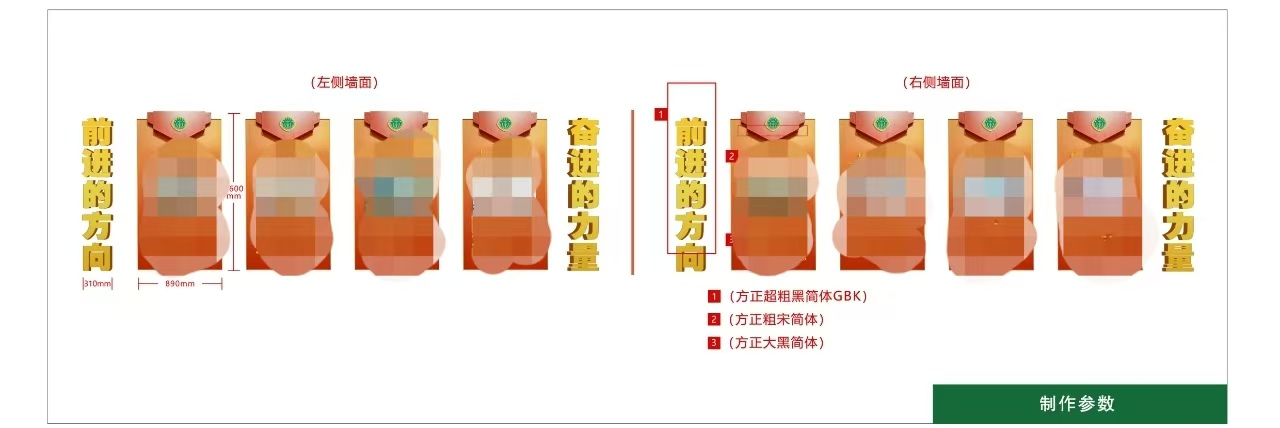 (左侧墙面)
(右侧墙面)
前进的方向
600
mm
奋进的力量
1
前进的方向
2
3
奋进的力量
310mm
890mm
1 (方正超粗黑简体GBK)
2 (方正粗宋简体)
3 (方正大黑简体)
制作参数